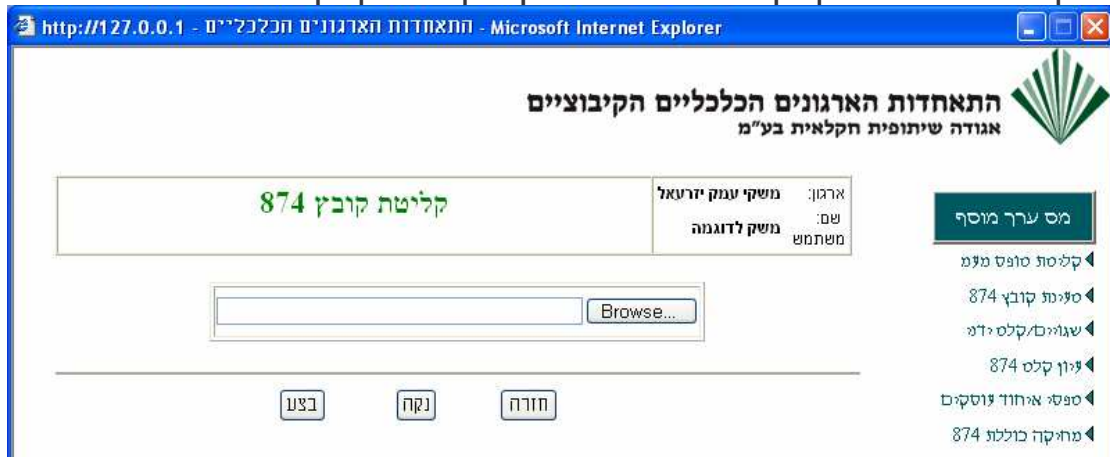 http://127.0.0.1 - התאחדות הארגונים הכלכליים - Microsoft Internet Explorer
התאחדות הארגונים הכלכליים הקיבוציים
אגודה שיתופית חקלאית בע"מ
מס ערך מוסף
קליטת טופס מעמ
טעינת קובץ 874
שגויים/קלט ידני
עיון קלט 874
טפסי איחוד עוסקים
מחיקה כוללת 874
ארגון: משקי עמק יזרעאל
שם משתמש: משק לדוגמה
קליטת קובץ 874
Browse...
חזרה
נקה
בצע